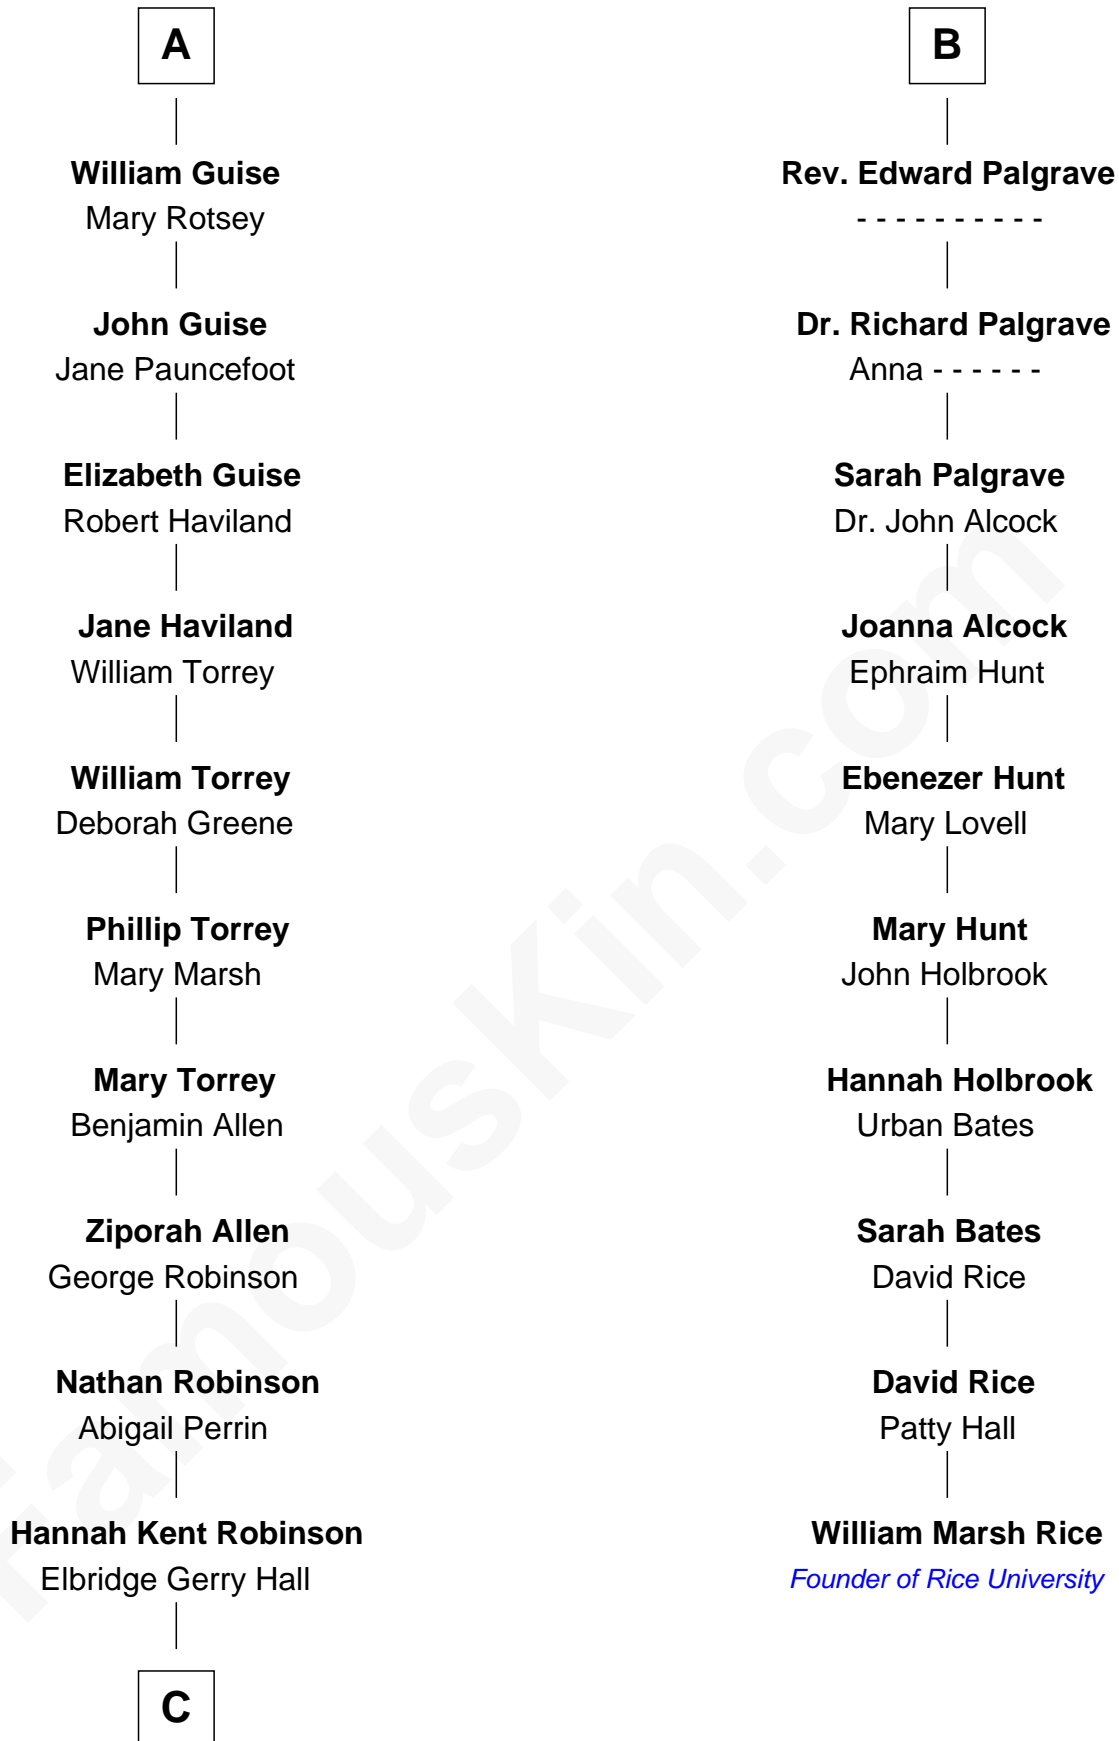 A
William Guise
Mary Rotsey
John Guise
Jane Pauncefoot
Elizabeth Guise
Robert Haviland
Jane Haviland
William Torrey
William Torrey
Deborah Greene
Phillip Torrey
Mary Marsh
Mary Torrey
Benjamin Allen
Ziporah Allen
George Robinson
Nathan Robinson
Abigail Perrin
Hannah Kent Robinson
Elbridge Gerry Hall
C
B
Rev. Edward Palgrave
- - - - - - - - - -
Dr. Richard Palgrave
Anna - - - - - -
Sarah Palgrave
Dr. John Alcock
Joanna Alcock
Ephraim Hunt
Ebenezer Hunt
Mary Lovell
Mary Hunt
John Holbrook
Hannah Holbrook
Urban Bates
Sarah Bates
David Rice
David Rice
Patty Hall
William Marsh Rice
Founder of Rice University
FamousKin.com